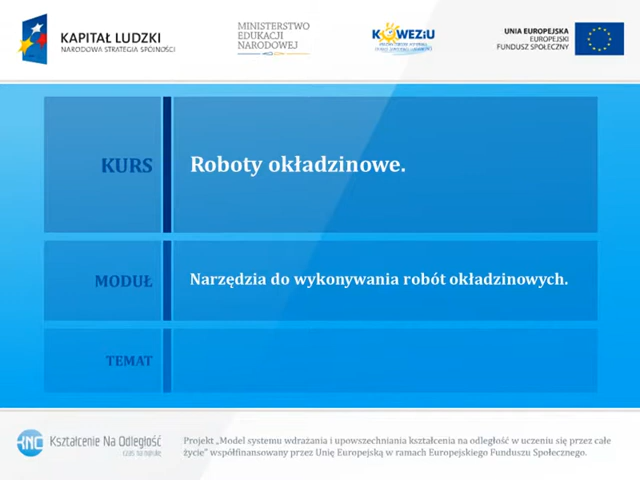 KAPITAŁ LUDZKI
NARODOWA STRATEGIA SPÓJNOŚCI
MINISTERSTWO
EDUKACJI
NARODOWEJ
KOWEZiU
UNIA EUROPEJSKA
EUROPEJSKI
FUNDUSZ SPOŁECZNY
KURS
Roboty okładzinowe.
MODUŁ
Narzędzia do wykonywania robót okładzinowych.
TEMAT
KNO Kształcenie Na Odległość
Projekt „Model systemu wdrażania i upowszechniania kształcenia na odległość w uczeniu się przez całe
życie” współfinansowany przez Unię Europejską w ramach Europejskiego Funduszu Społecznego.